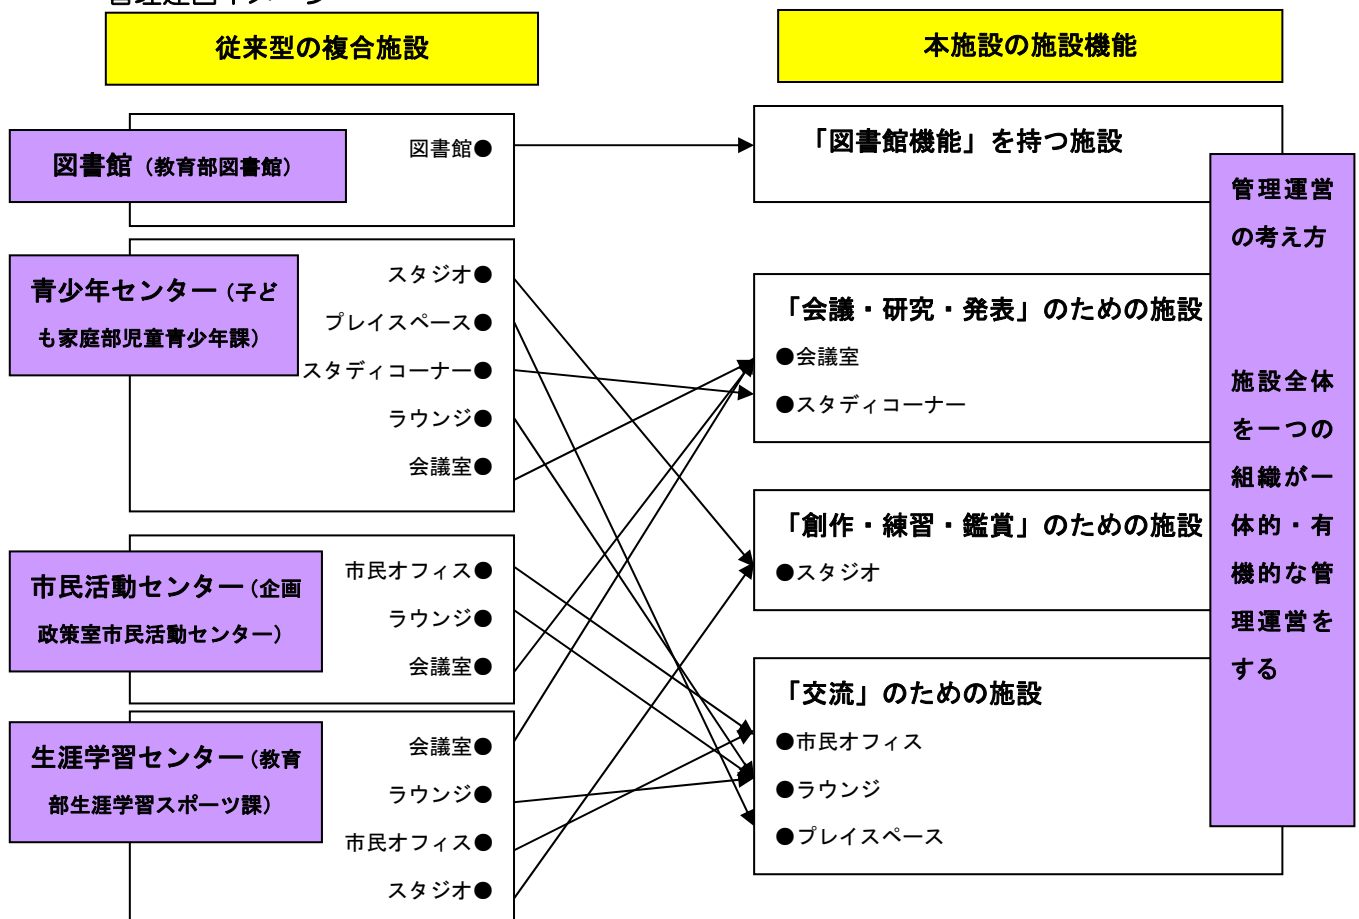 従来型の複合施設
本施設の施設機能
図書館（教育部図書館）
図書館●
青少年センター（子ど
も家庭部児童青少年課）
スタジオ●
プレイスペース●
スタディコーナー●
ラウンジ●
会議室●
市民活動センター（企画
政策室市民活動センター）
市民オフィス●
ラウンジ●
会議室●
生涯学習センター（教育
部生涯学習スポーツ課）
会議室●
ラウンジ●
市民オフィス●
スタジオ●
「図書館機能」を持つ施設
「会議・研究・発表」のための施設
●会議室
●スタディコーナー
「創作・練習・鑑賞」のための施設
●スタジオ
「交流」のための施設
●市民オフィス
●ラウンジ
●プレイスペース
管理運営
の考え方
施設全体
を一つの
組織が一
体的・有
機的な管
理運営を
する